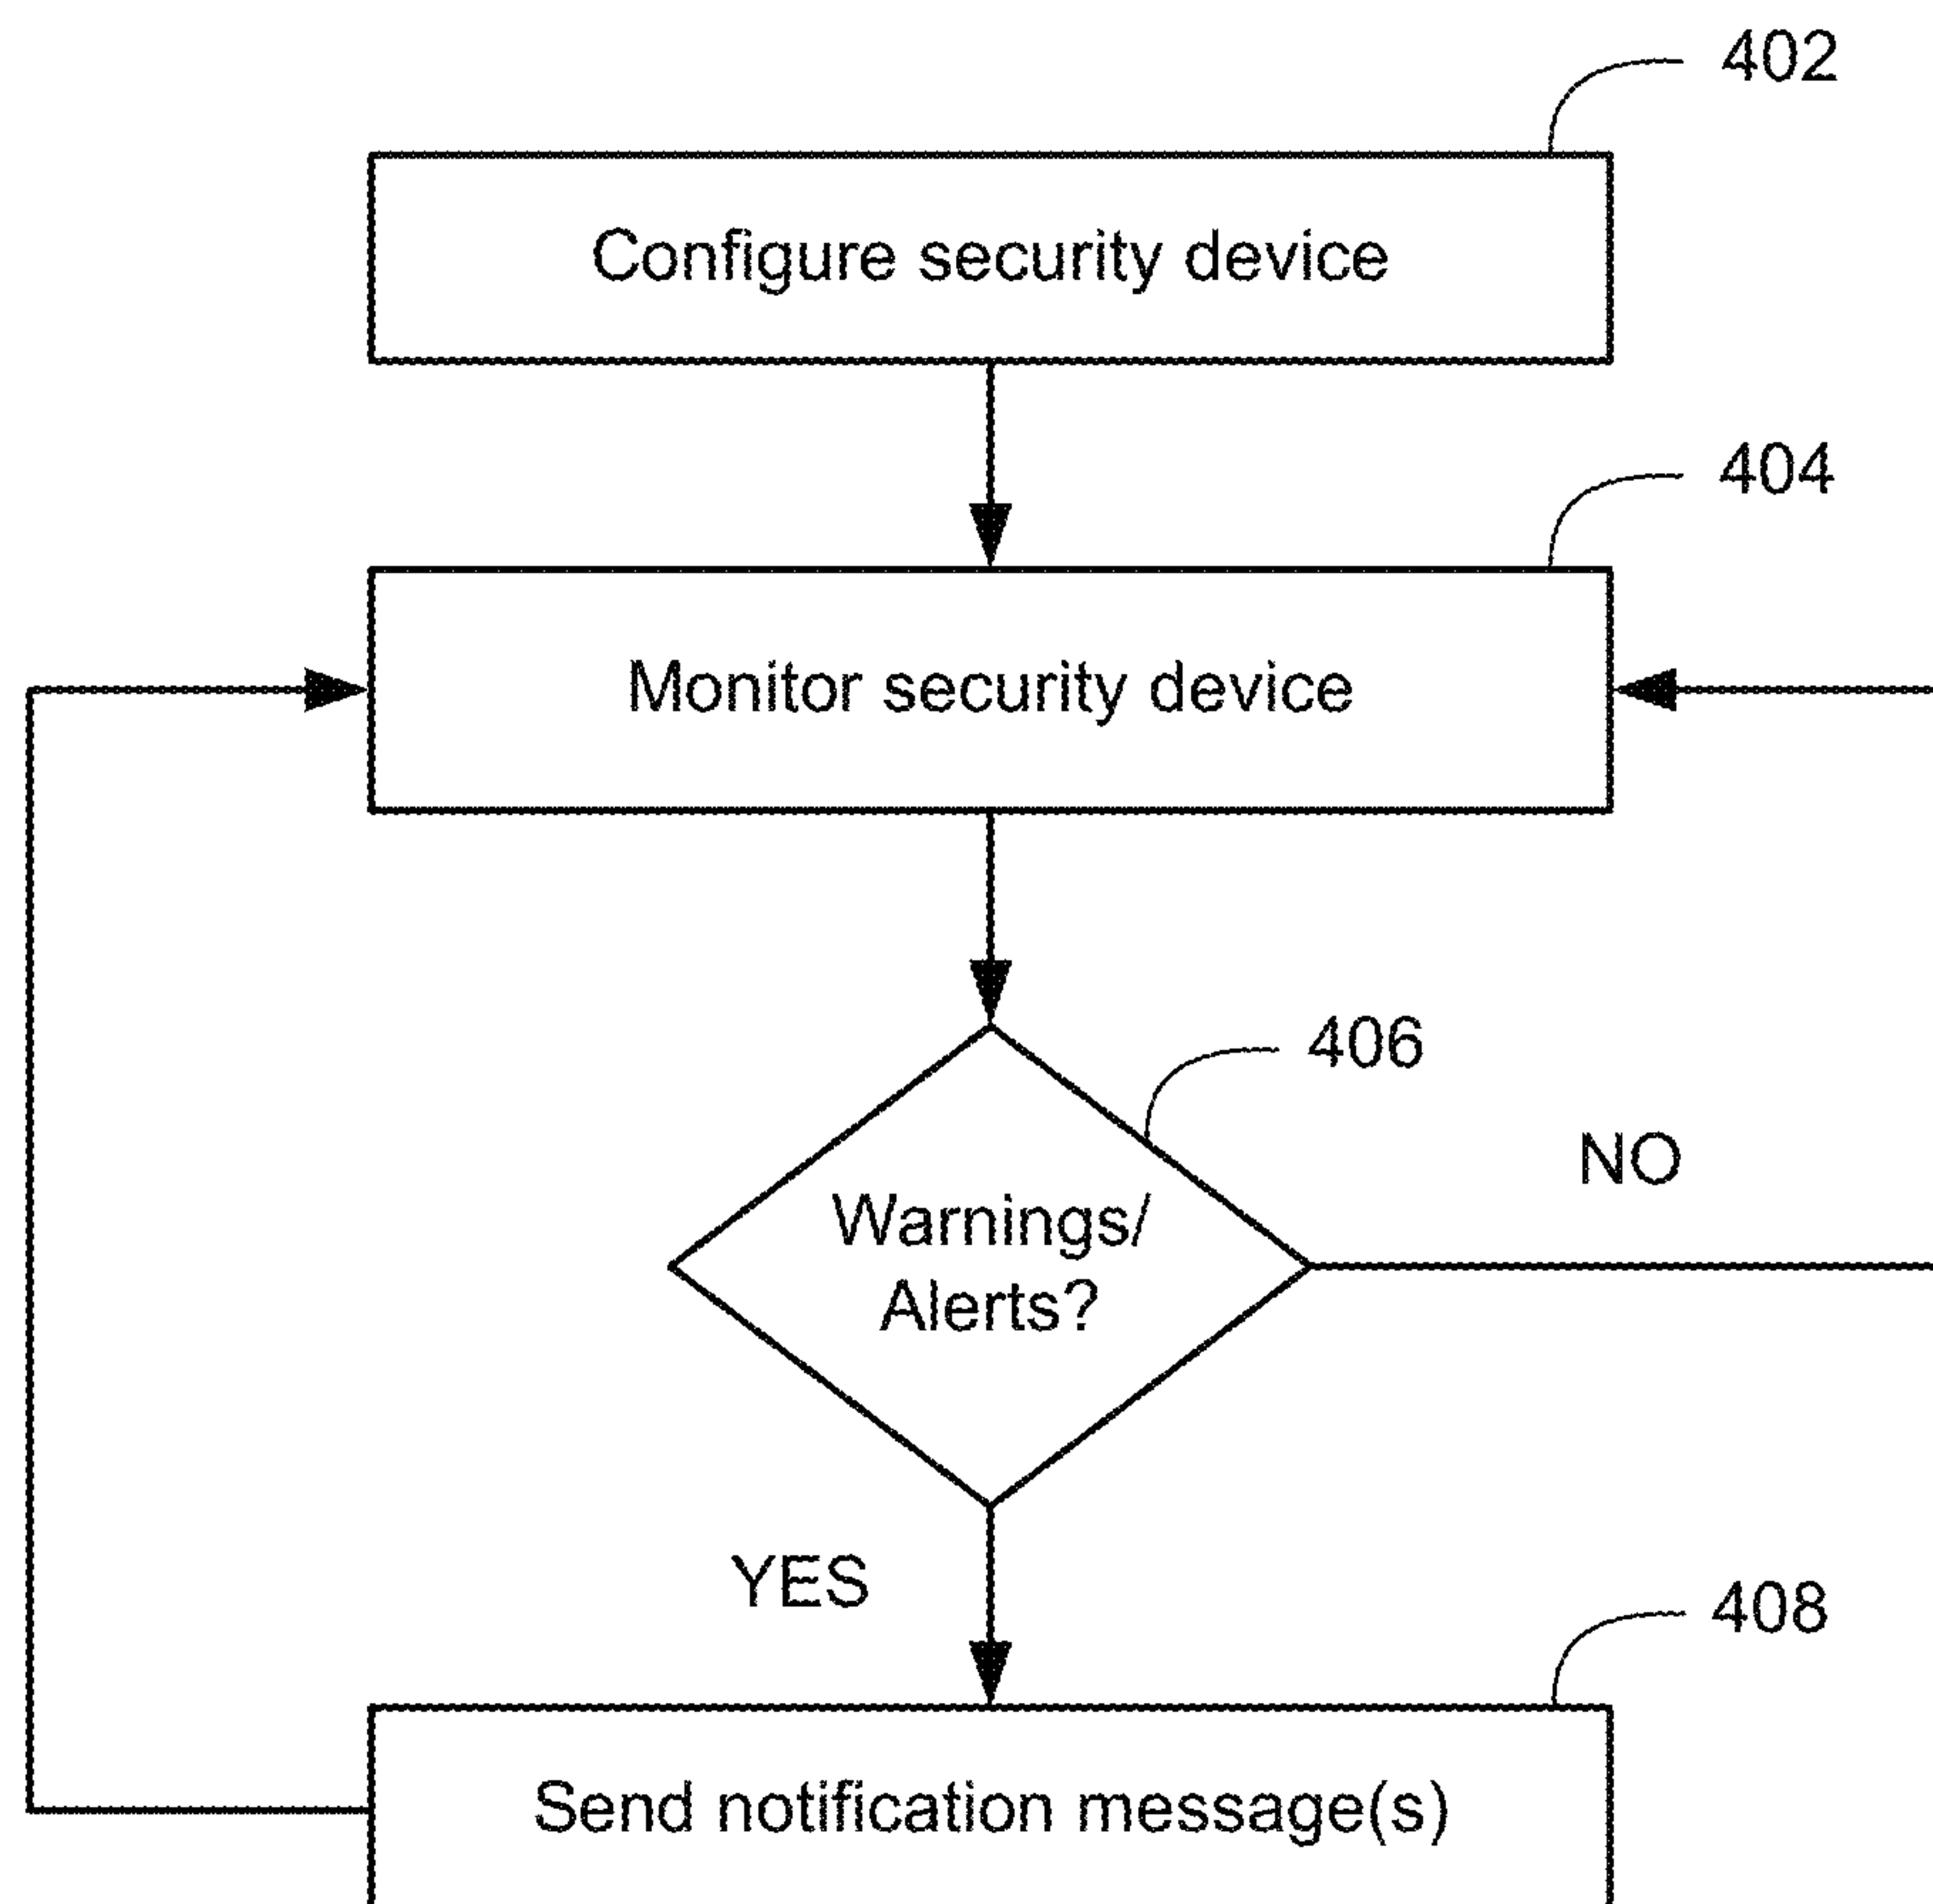 402
Configure security device
404
Monitor security device
406
NO
Warnings/
Alerts?
YES
408
Send notification message(s)